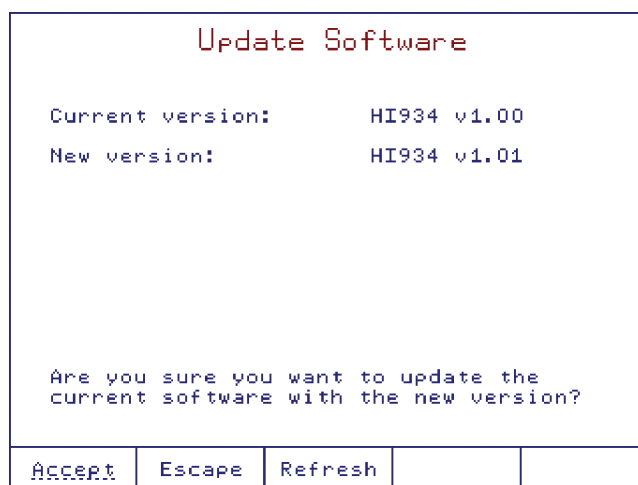 Update Software
Current version: HI934 v1.00
New version: HI934 v1.01
Are you sure you want to update the
current software with the new version?
Accept Escape Refresh